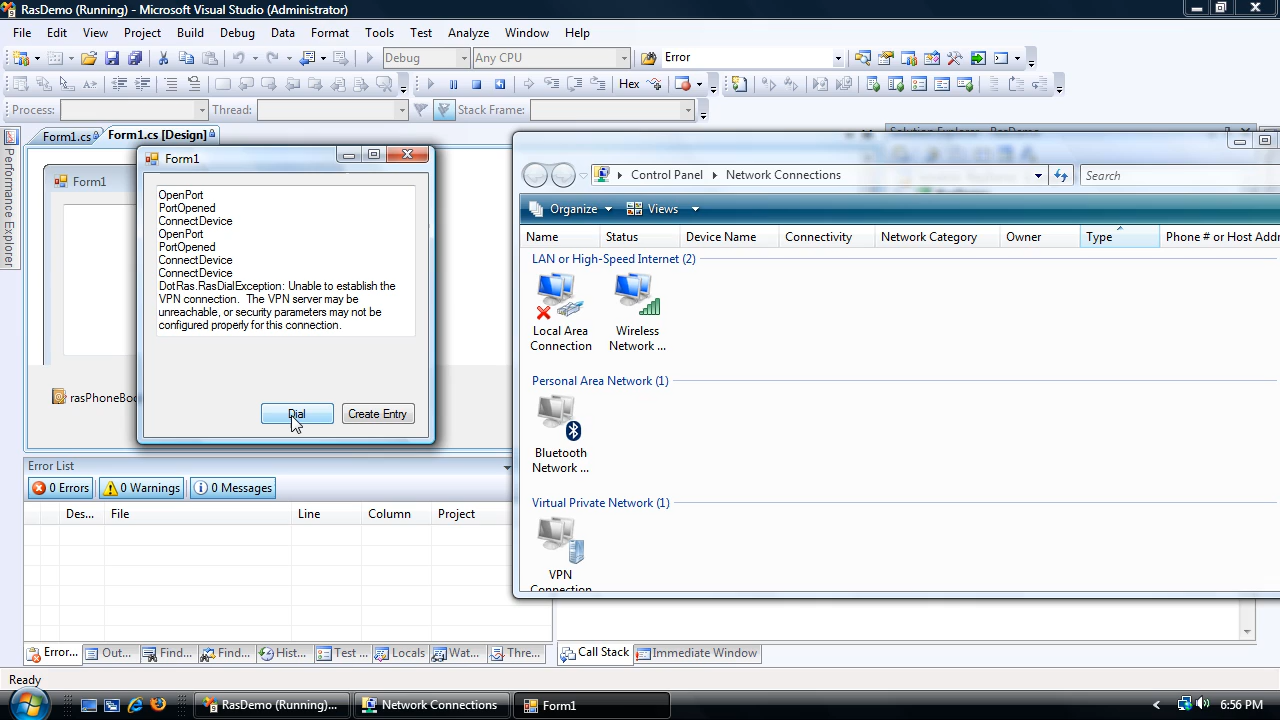 RasDemo (Running) - Microsoft Visual Studio (Administrator)
File Edit View Project Build Debug Data Format Tools Test Analyze Window Help
Debug Any CPU Error
Hex
Process: Thread: Stack Frame:
Form1.cs Form1.cs [Design]
Performance Explorer
Form1
rasPhoneBoo
Form1
OpenPort
PortOpened
ConnectDevice
OpenPort
PortOpened
ConnectDevice
ConnectDevice
DotRas.RasDialException: Unable to establish the
VPN connection.  The VPN server may be
unreachable, or security parameters may not be
configured properly for this connection.
Dial Create Entry
Solution Explorer - RasDemo
Control Panel Network Connections Search
Organize Views
Name Status Device Name Connectivity Network Category Owner Type Phone # or Host Addr
LAN or High-Speed Internet (2)
Local Area
Connection
Wireless
Network ...
Personal Area Network (1)
Bluetooth
Network ...
Virtual Private Network (1)
VPN
Connection
Error List
0 Errors 0 Warnings 0 Messages
Des... File Line Column Project
Error... Out... Find... Find... Hist... Test ... Locals Wat... Thre... Call Stack Immediate Window
Ready
RasDemo (Running)... Network Connections Form1 6:56 PM